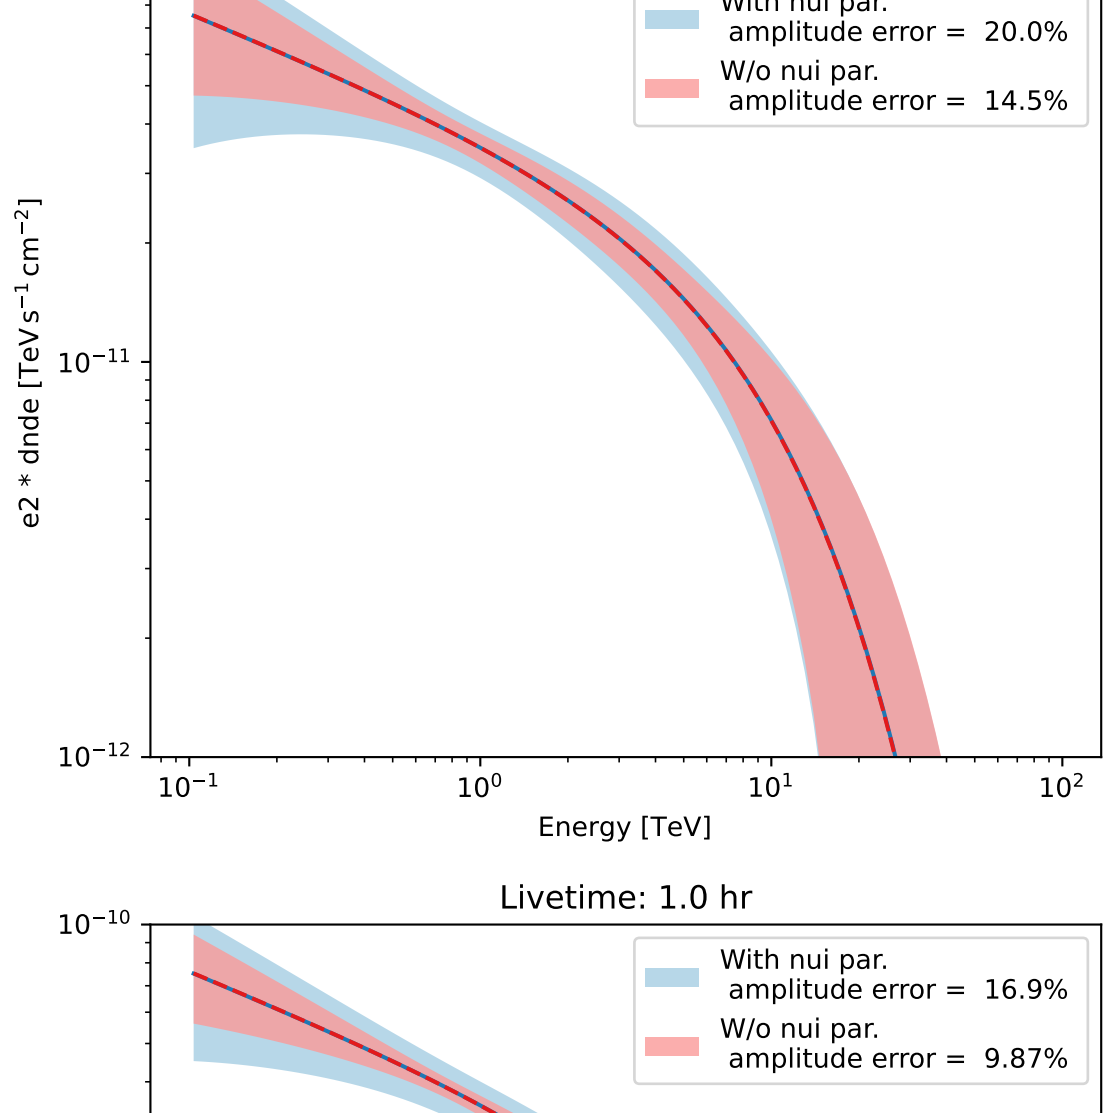 With nui par.
amplitude error = 20.0%
W/o nui par.
amplitude error = 14.5%
e2 * dnde [TeV s⁻¹ cm⁻²]
10⁻¹¹
10⁻¹²
10⁻¹ 10⁰ 10¹ 10²
Energy [TeV]
Livetime: 1.0 hr
10⁻¹⁰
With nui par.
amplitude error = 16.9%
W/o nui par.
amplitude error = 9.87%